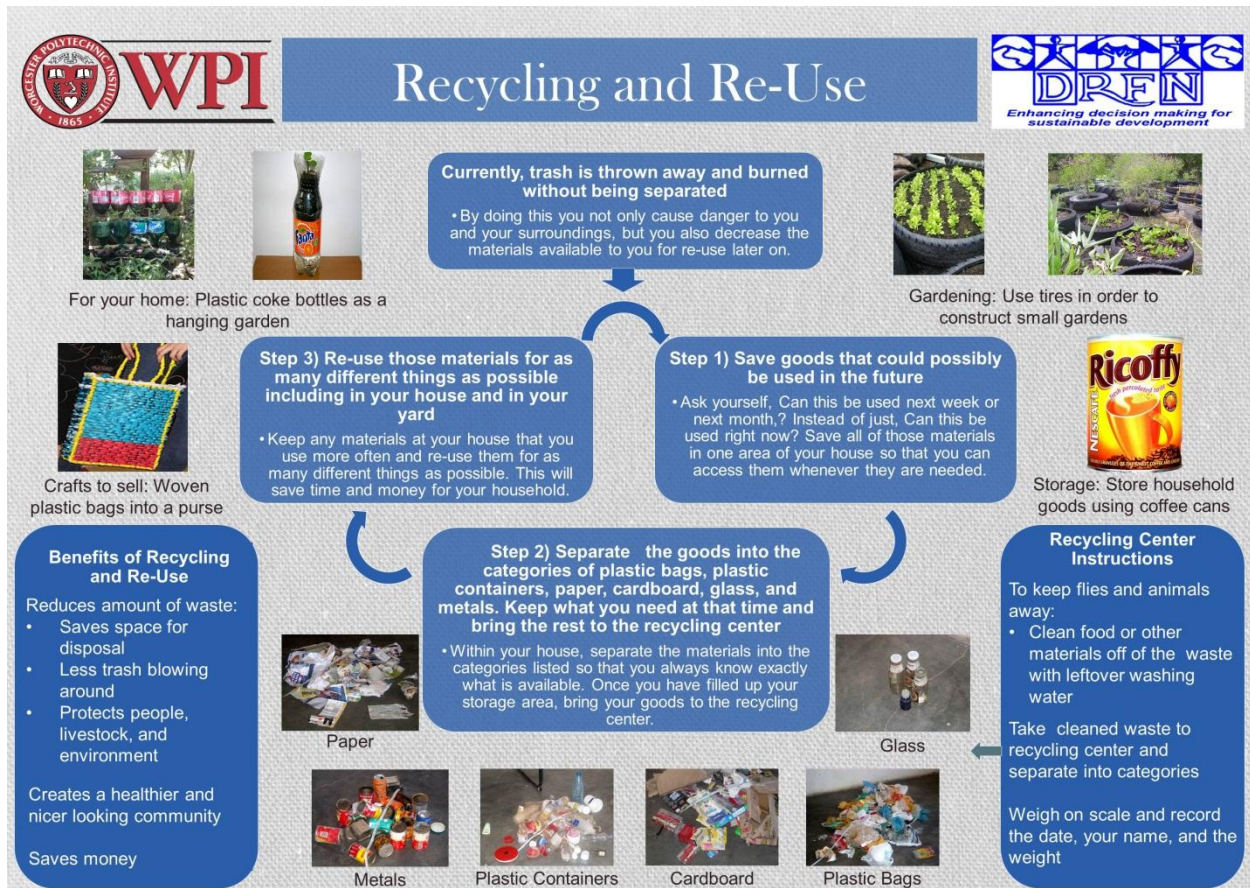 WORCESTER POLYTECHNIC INSTITUTE
1865
WPI
Recycling and Re-Use
DRFN
Enhancing decision making for
sustainable development
Currently, trash is thrown away and burned
without being separated
• By doing this you not only cause danger to you
and your surroundings, but you also decrease the
materials available to you for re-use later on.
Fanta
For your home: Plastic coke bottles as a
hanging garden
Gardening: Use tires in order to
construct small gardens
Step 3) Re-use those materials for as
many different things as possible
including in your house and in your
yard
• Keep any materials at your house that you
use more often and re-use them for as
many different things as possible. This will
save time and money for your household.
Step 1) Save goods that could possibly
be used in the future
• Ask yourself, Can this be used next week or
next month,? Instead of just, Can this be
used right now? Save all of those materials
in one area of your house so that you can
access them whenever they are needed.
Ricoffy
fresh percolated taste
NESCAFÉ
Crafts to sell: Woven
plastic bags into a purse
Storage: Store household
goods using coffee cans
Benefits of Recycling
and Re-Use
Reduces amount of waste:
• Saves space for
disposal
• Less trash blowing
around
• Protects people,
livestock, and
environment
Creates a healthier and
nicer looking community
Saves money
Step 2) Separate the goods into the
categories of plastic bags, plastic
containers, paper, cardboard, glass, and
metals. Keep what you need at that time and
bring the rest to the recycling center
• Within your house, separate the materials into the
categories listed so that you always know exactly
what is available. Once you have filled up your
storage area, bring your goods to the recycling
center.
Recycling Center
Instructions
To keep flies and animals
away:
• Clean food or other
materials off of the waste
with leftover washing
water
Take cleaned waste to
recycling center and
separate into categories
Weigh on scale and record
the date, your name, and the
weight
Paper
Glass
Metals
Plastic Containers
Cardboard
Plastic Bags